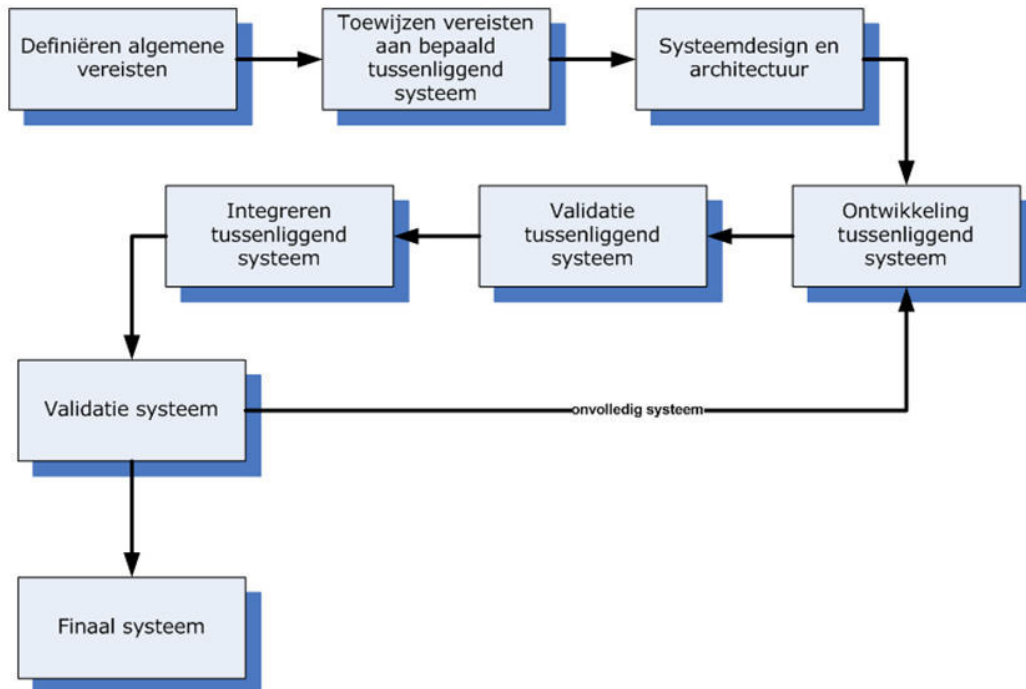 Definiëren algemene
vereisten
Toewijzen vereisten
aan bepaald
tussenliggend
systeem
Systeemdesign en
architectuur
Integreren
tussenliggend
systeem
Validatie
tussenliggend
systeem
Ontwikkeling
tussenliggend
systeem
Validatie systeem
onvolledig systeem
Finaal systeem